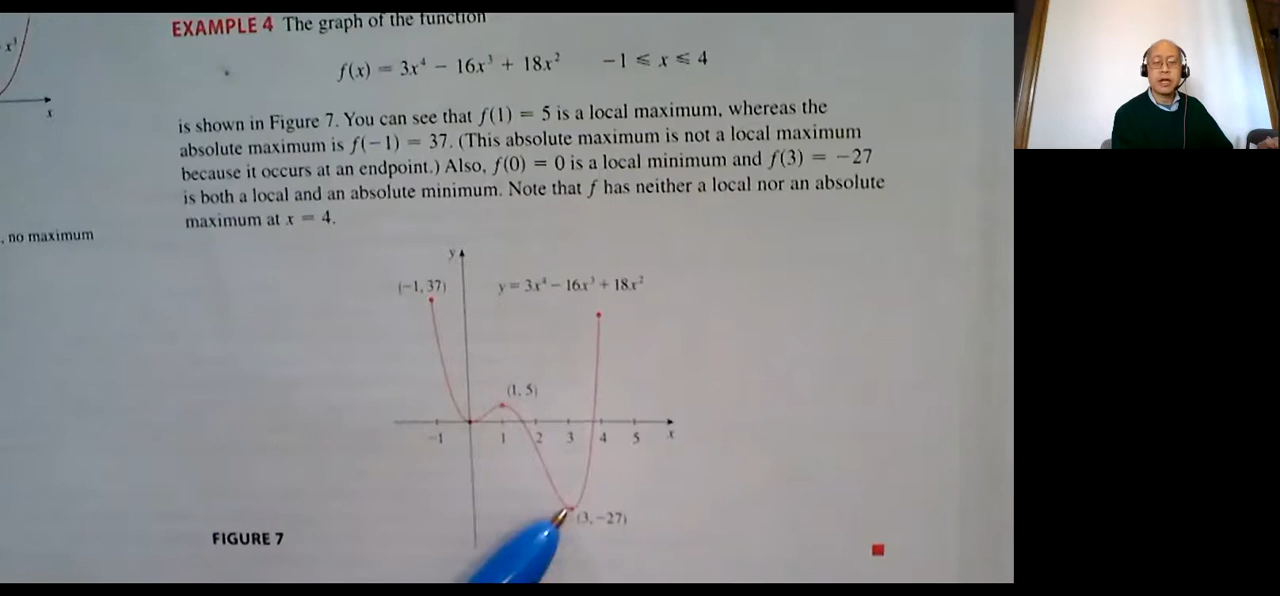 x³
x
, no maximum
EXAMPLE 4 The graph of the function
f(x) = 3x⁴ − 16x³ + 18x² −1 ⩽ x ⩽ 4
is shown in Figure 7. You can see that f(1) = 5 is a local maximum, whereas the
absolute maximum is f(−1) = 37. (This absolute maximum is not a local maximum
because it occurs at an endpoint.) Also, f(0) = 0 is a local minimum and f(3) = −27
is both a local and an absolute minimum. Note that f has neither a local nor an absolute
maximum at x = 4.
y
(−1, 37) y = 3x⁴ − 16x³ + 18x²
(1, 5)
−1 1 2 3 4 5 x
(3, −27)
FIGURE 7